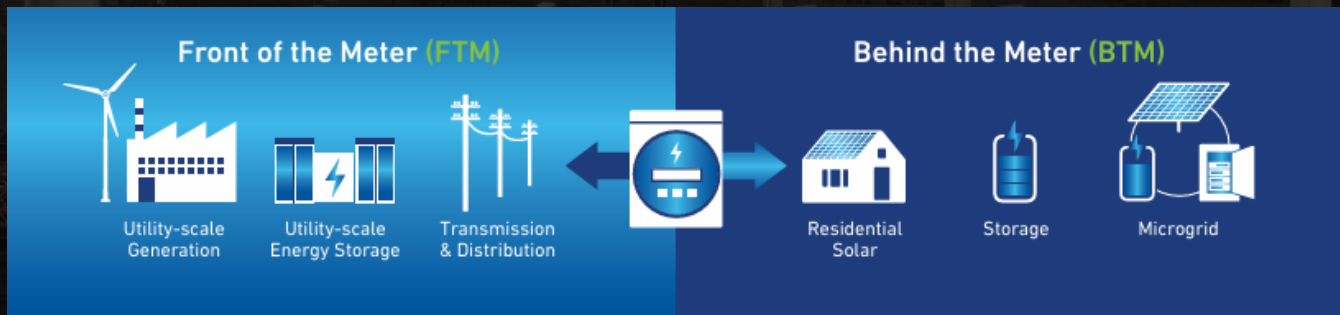 Front of the Meter (FTM)
Utility-scale
Generation
Utility-scale
Energy Storage
Transmission
& Distribution
Behind the Meter (BTM)
Residential
Solar
Storage
Microgrid